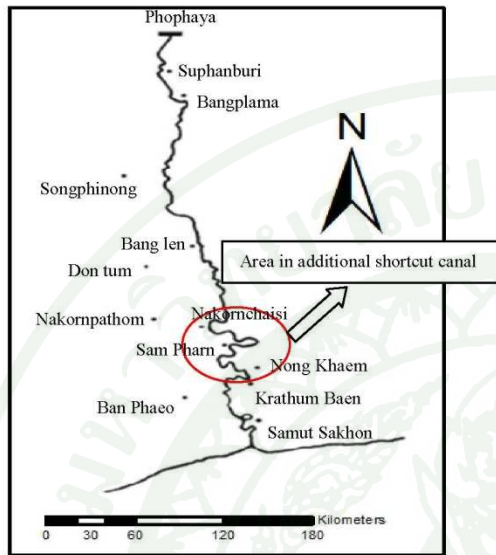 Phophaya
Suphanburi
Bangplama
N
Songphinong
Bang len
Area in additional shortcut canal
Don tum
Nakornchaisi
Nakornpathom
Sam Pharn
Nong Khaem
Krathum Baen
Ban Phaeo
Samut Sakhon
Kilometers
0 30 60 120 180